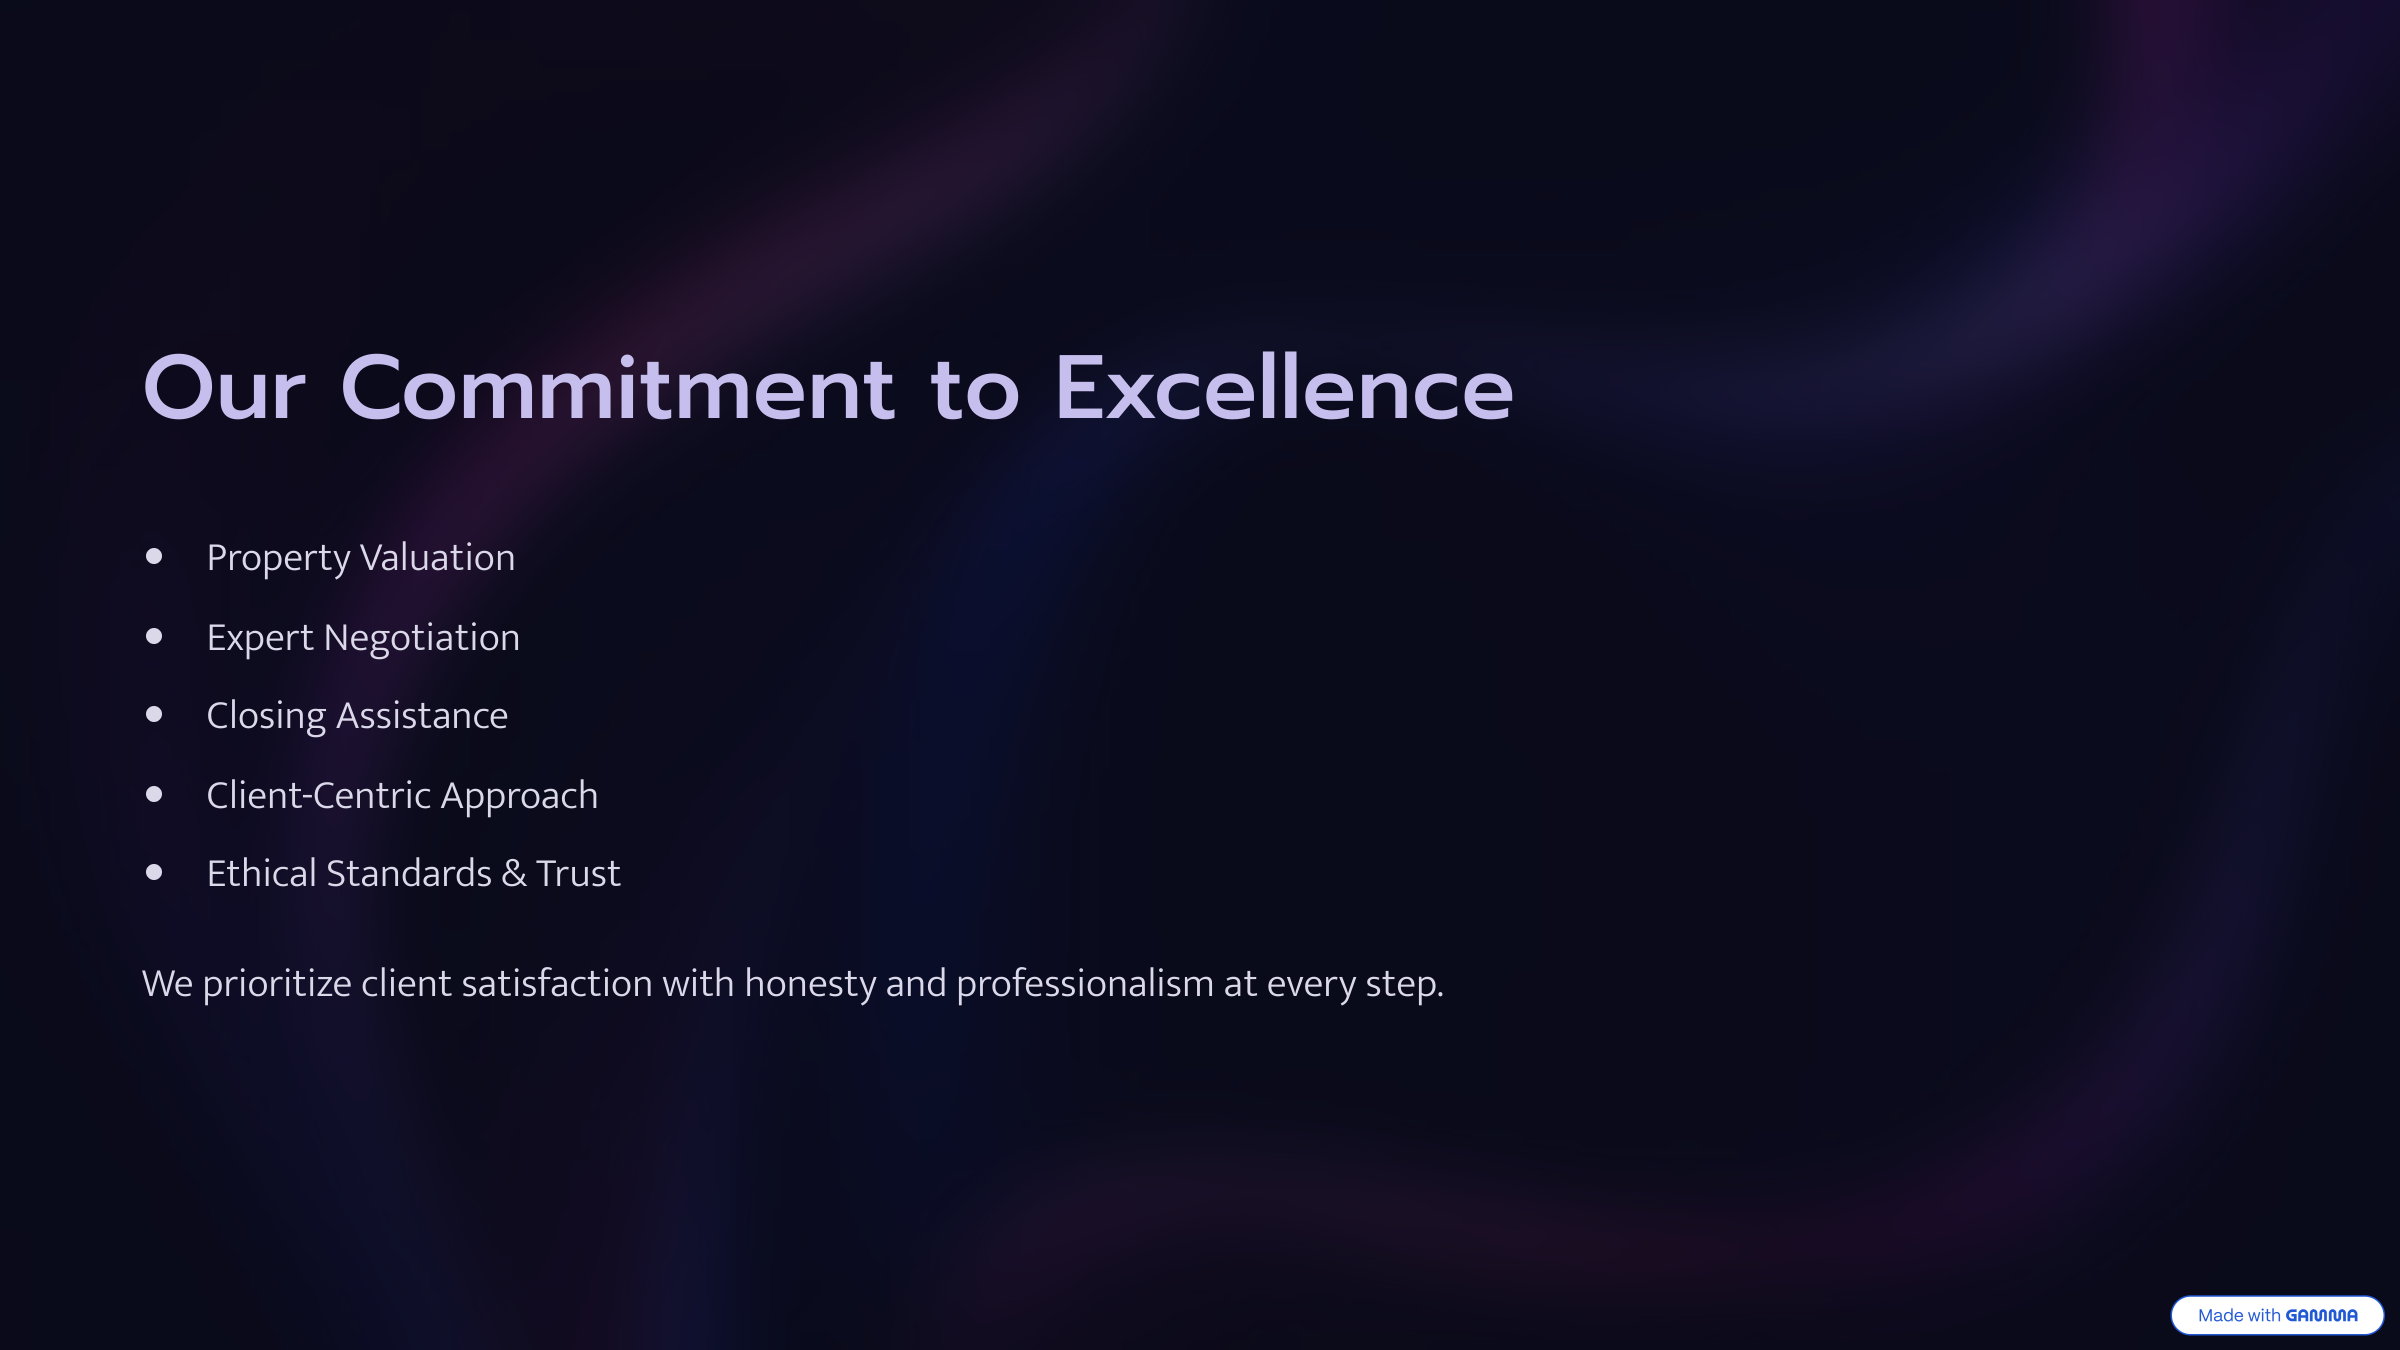 Our Commitment to Excellence
• Property Valuation
• Expert Negotiation
• Closing Assistance
• Client-Centric Approach
• Ethical Standards & Trust
We prioritize client satisfaction with honesty and professionalism at every step.
Made with GAMMA